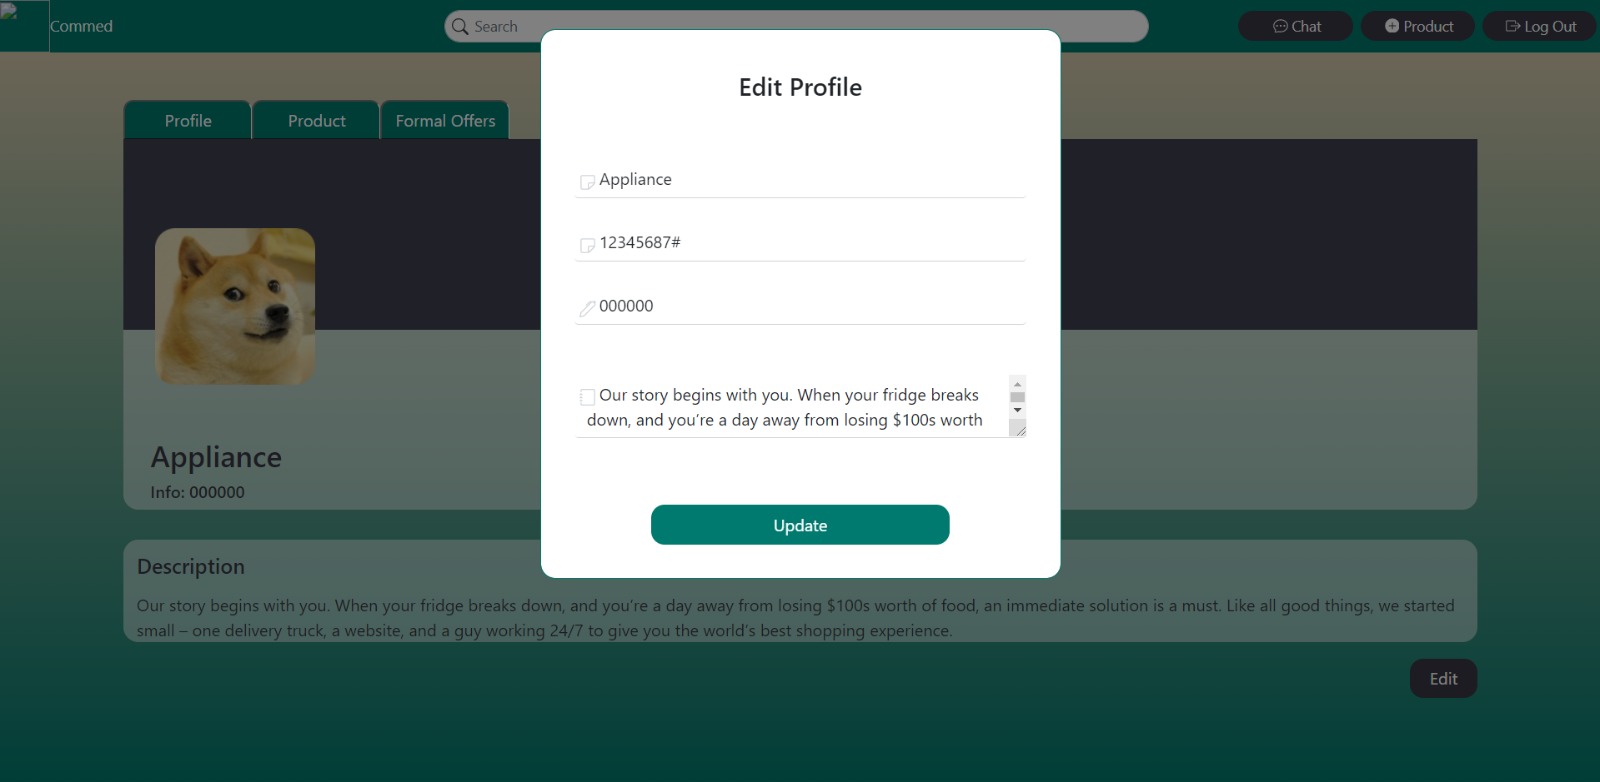 Commed
Search
Chat
Product
Log Out
Profile
Product
Formal Offers
Edit Profile
Appliance
12345687#
000000
Our story begins with you. When your fridge breaks
down, and you’re a day away from losing $100s worth
Update
Appliance
Info: 000000
Description
Our story begins with you. When your fridge breaks down, and you’re a day away from losing $100s worth of food, an immediate solution is a must. Like all good things, we started
small – one delivery truck, a website, and a guy working 24/7 to give you the world’s best shopping experience.
Edit